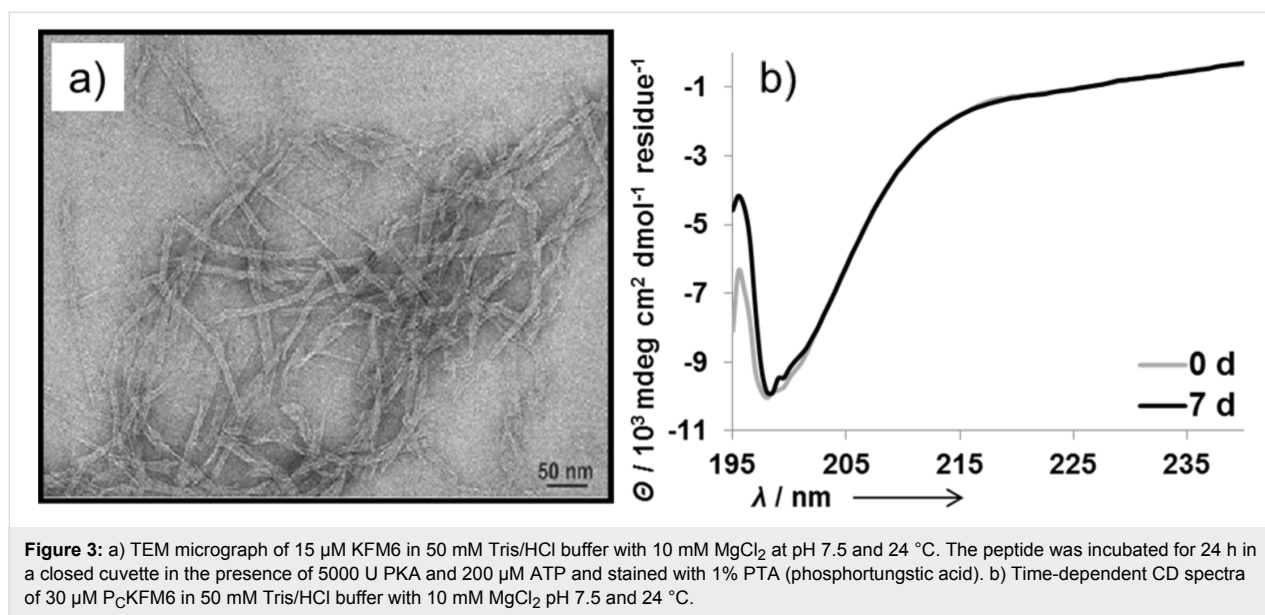 a)
50 nm
b)
Θ / 10³ mdeg cm² dmol⁻¹ residue⁻¹
-1
-3
-5
-7
-9
-11
195 205 215 225 235
λ / nm
0 d
7 d
Figure 3: a) TEM micrograph of 15 µM KFM6 in 50 mM Tris/HCl buffer with 10 mM MgCl₂ at pH 7.5 and 24 °C. The peptide was incubated for 24 h in
a closed cuvette in the presence of 5000 U PKA and 200 µM ATP and stained with 1% PTA (phosphortungstic acid). b) Time-dependent CD spectra
of 30 µM P_CKFM6 in 50 mM Tris/HCl buffer with 10 mM MgCl₂ pH 7.5 and 24 °C.